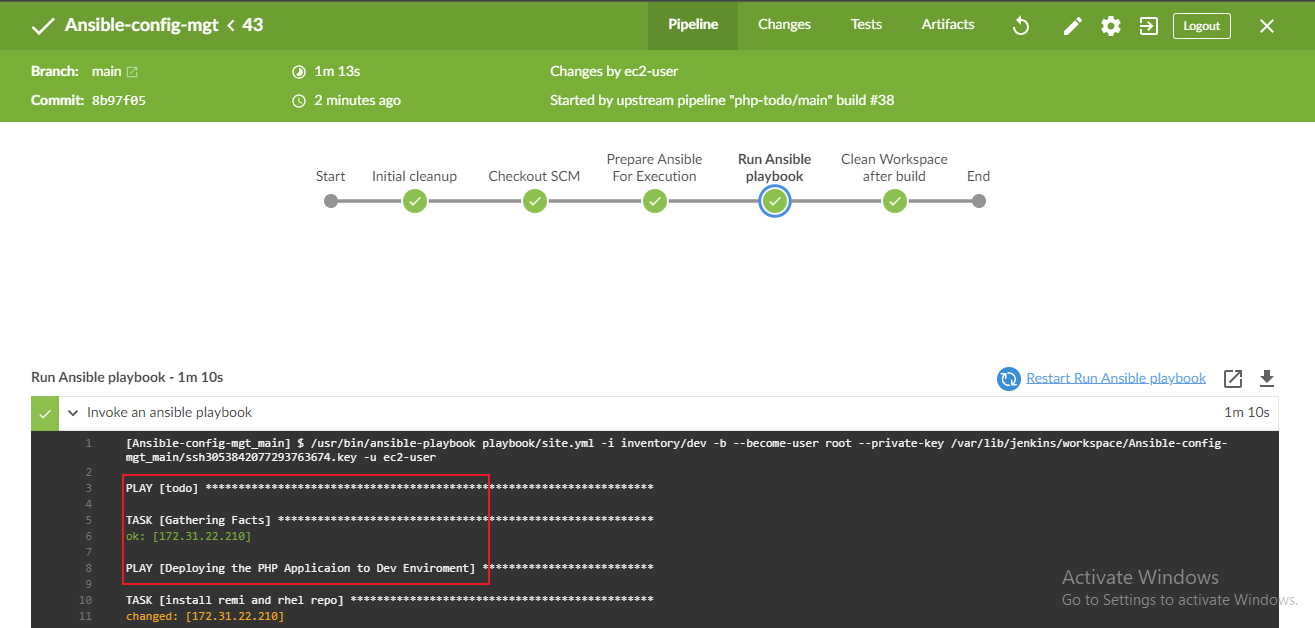 Ansible-config-mgt < 43
Pipeline
Changes
Tests
Artifacts
Logout
Branch: main
1m 13s
Changes by ec2-user
Commit: 8b97f05
2 minutes ago
Started by upstream pipeline "php-todo/main" build #38
Start
Initial cleanup
Checkout SCM
Prepare Ansible
For Execution
Run Ansible
playbook
Clean Workspace
after build
End
Run Ansible playbook - 1m 10s
Restart Run Ansible playbook
Invoke an ansible playbook
1m 10s
1 [Ansible-config-mgt_main] $ /usr/bin/ansible-playbook playbook/site.yml -i inventory/dev -b --become-user root --private-key /var/lib/jenkins/workspace/Ansible-config-
mgt_main/ssh3053842077293763674.key -u ec2-user
2
3 PLAY [todo] ********************************************************************
4
5 TASK [Gathering Facts] *********************************************************
6 ok: [172.31.22.210]
7
8 PLAY [Deploying the PHP Applicaion to Dev Enviroment] **************************
9
10 TASK [install remi and rhel repo] **********************************************
11 changed: [172.31.22.210]
Activate Windows
Go to Settings to activate Windows.